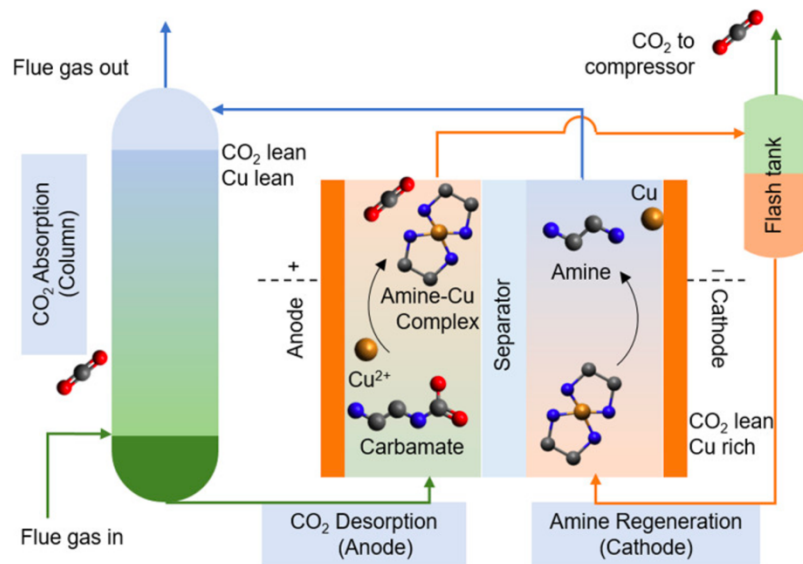 Flue gas out
CO₂ to
compressor
CO₂ lean
Cu lean
CO₂ Absorption
(Column)
Flue gas in
+
Anode
Amine-Cu
Complex
Cu²⁺
Carbamate
Separator
Cu
Amine
–
Cathode
CO₂ lean
Cu rich
Flash tank
CO₂ Desorption
(Anode)
Amine Regeneration
(Cathode)